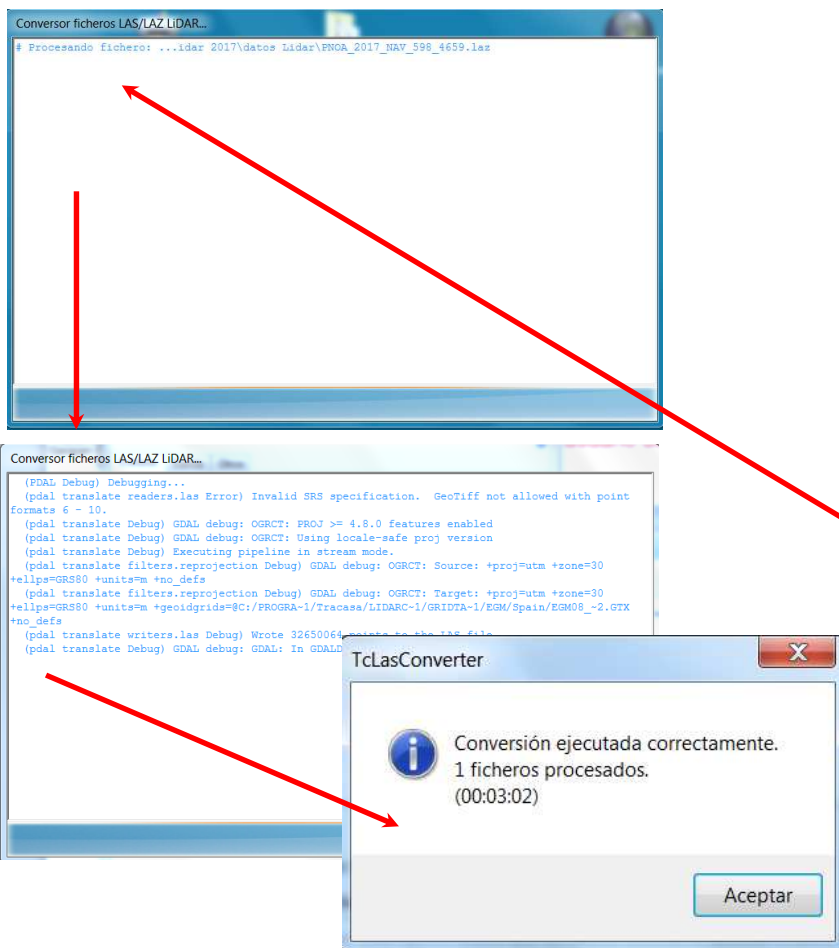 Conversor ficheros LAS/LAZ LiDAR...
# Procesando fichero: ...idar 2017\datos Lidar\PNOA_2017_NAV_598_4659.laz
Conversor ficheros LAS/LAZ LiDAR...
(PDAL Debug) Debugging...
(pdal translate readers.las Error) Invalid SRS specification.  GeoTiff not allowed with point
formats 6 - 10.
(pdal translate Debug) GDAL debug: OGRCT: PROJ >= 4.8.0 features enabled
(pdal translate Debug) GDAL debug: OGRCT: Using locale-safe proj version
(pdal translate Debug) Executing pipeline in stream mode.
(pdal translate filters.reprojection Debug) GDAL debug: OGRCT: Source: +proj=utm +zone=30
+ellps=GRS80 +units=m +no_defs
(pdal translate filters.reprojection Debug) GDAL debug: OGRCT: Target: +proj=utm +zone=30
+ellps=GRS80 +units=m +geoidgrids=@C:/PROGRA~1/Tracasa/LIDARC~1/GRIDTA~1/EGM/Spain/EGM08_~2.GTX
+no_defs
(pdal translate writers.las Debug) Wrote 32650064 points to the LAS file
(pdal translate Debug) GDAL debug: GDAL: In GDALD
TcLasConverter
Conversión ejecutada correctamente.
1 ficheros procesados.
(00:03:02)
Aceptar